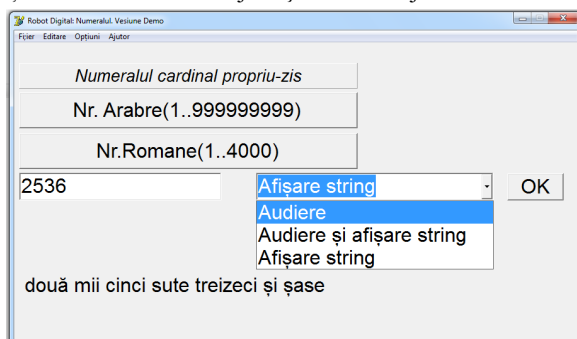 Robot Digital: Numeralul. Vesiune Demo
Fișier Editare Opțiuni Ajutor
Numeralul cardinal propriu-zis
Nr. Arabre(1..999999999)
Nr.Romane(1..4000)
2536 Afișare string OK
Audiere
Audiere și afișare string
Afișare string
două mii cinci sute treizeci și șase